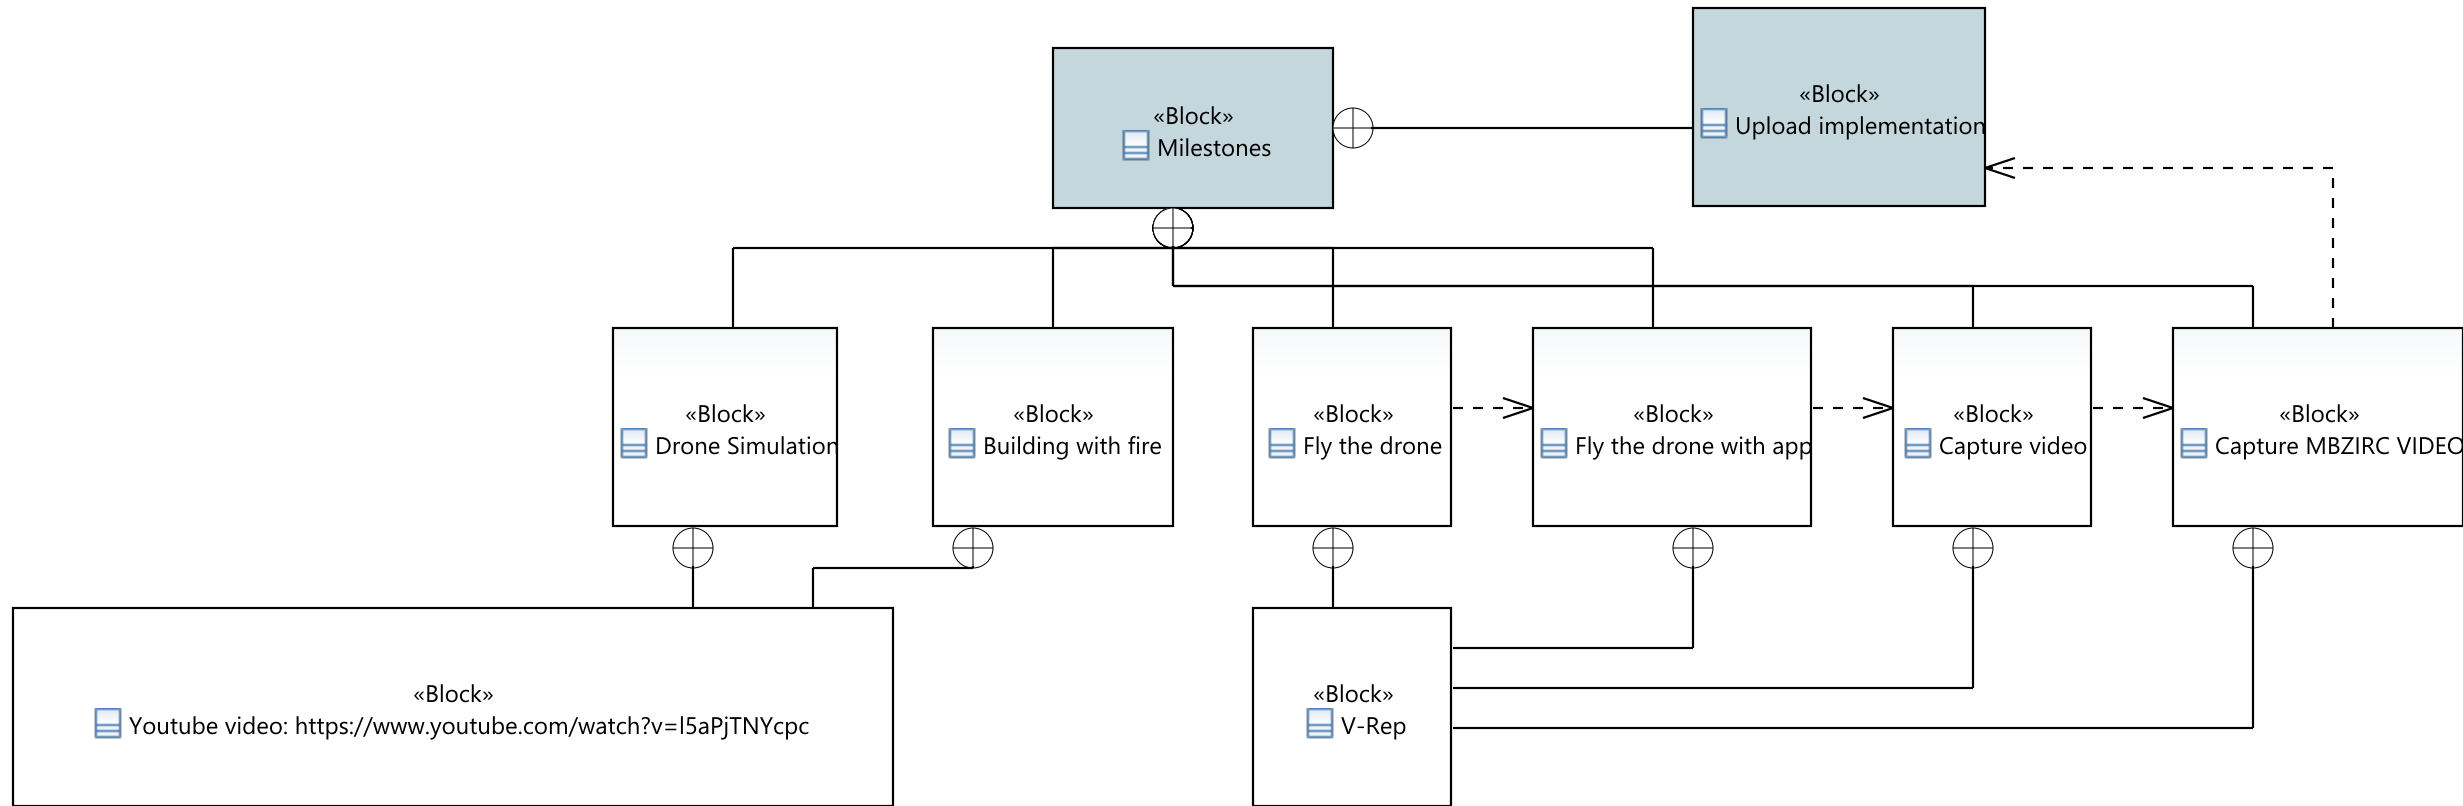 «Block»
Milestones
«Block»
Upload implementation
«Block»
Drone Simulation
«Block»
Building with fire
«Block»
Fly the drone
«Block»
Fly the drone with app
«Block»
Capture video
«Block»
Capture MBZIRC VIDEO
«Block»
Youtube video: https://www.youtube.com/watch?v=l5aPjTNYcpc
«Block»
V-Rep